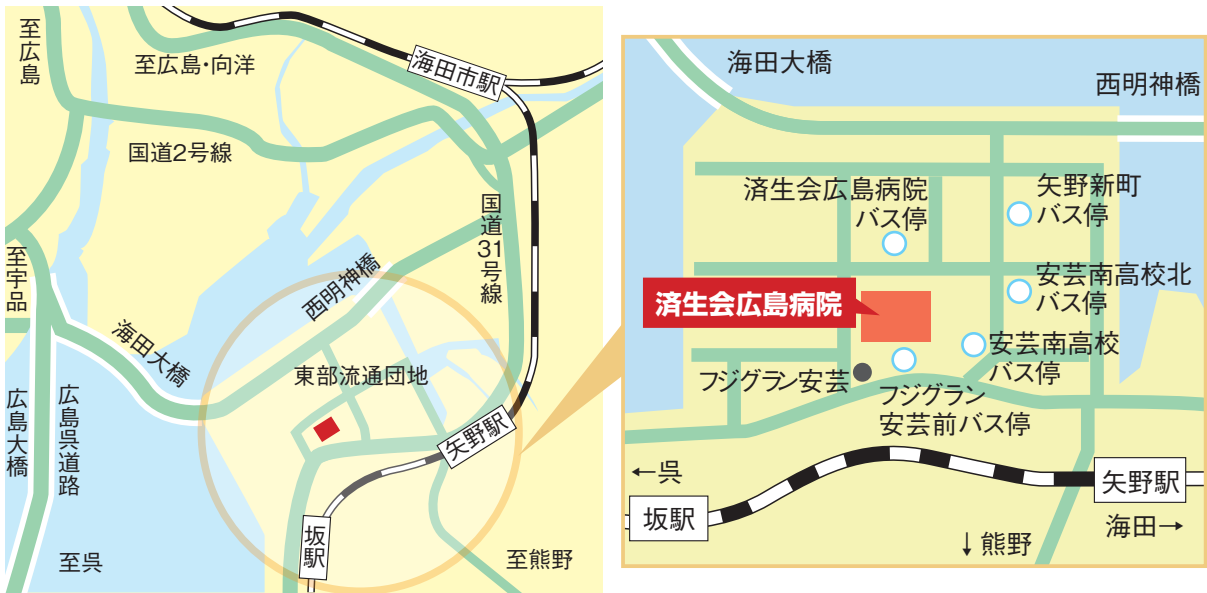 至広島
至広島・向洋
海田市駅
国道2号線
国道31号線
至宇品
西明神橋
海田大橋
東部流通団地
広島大橋
広島呉道路
矢野駅
坂駅
至呉
至熊野
海田大橋
西明神橋
済生会広島病院
バス停
矢野新町
バス停
安芸南高校北
バス停
済生会広島病院
安芸南高校
バス停
フジグラン安芸
フジグラン
安芸前バス停
←呉
坂駅
矢野駅
海田→
↓熊野